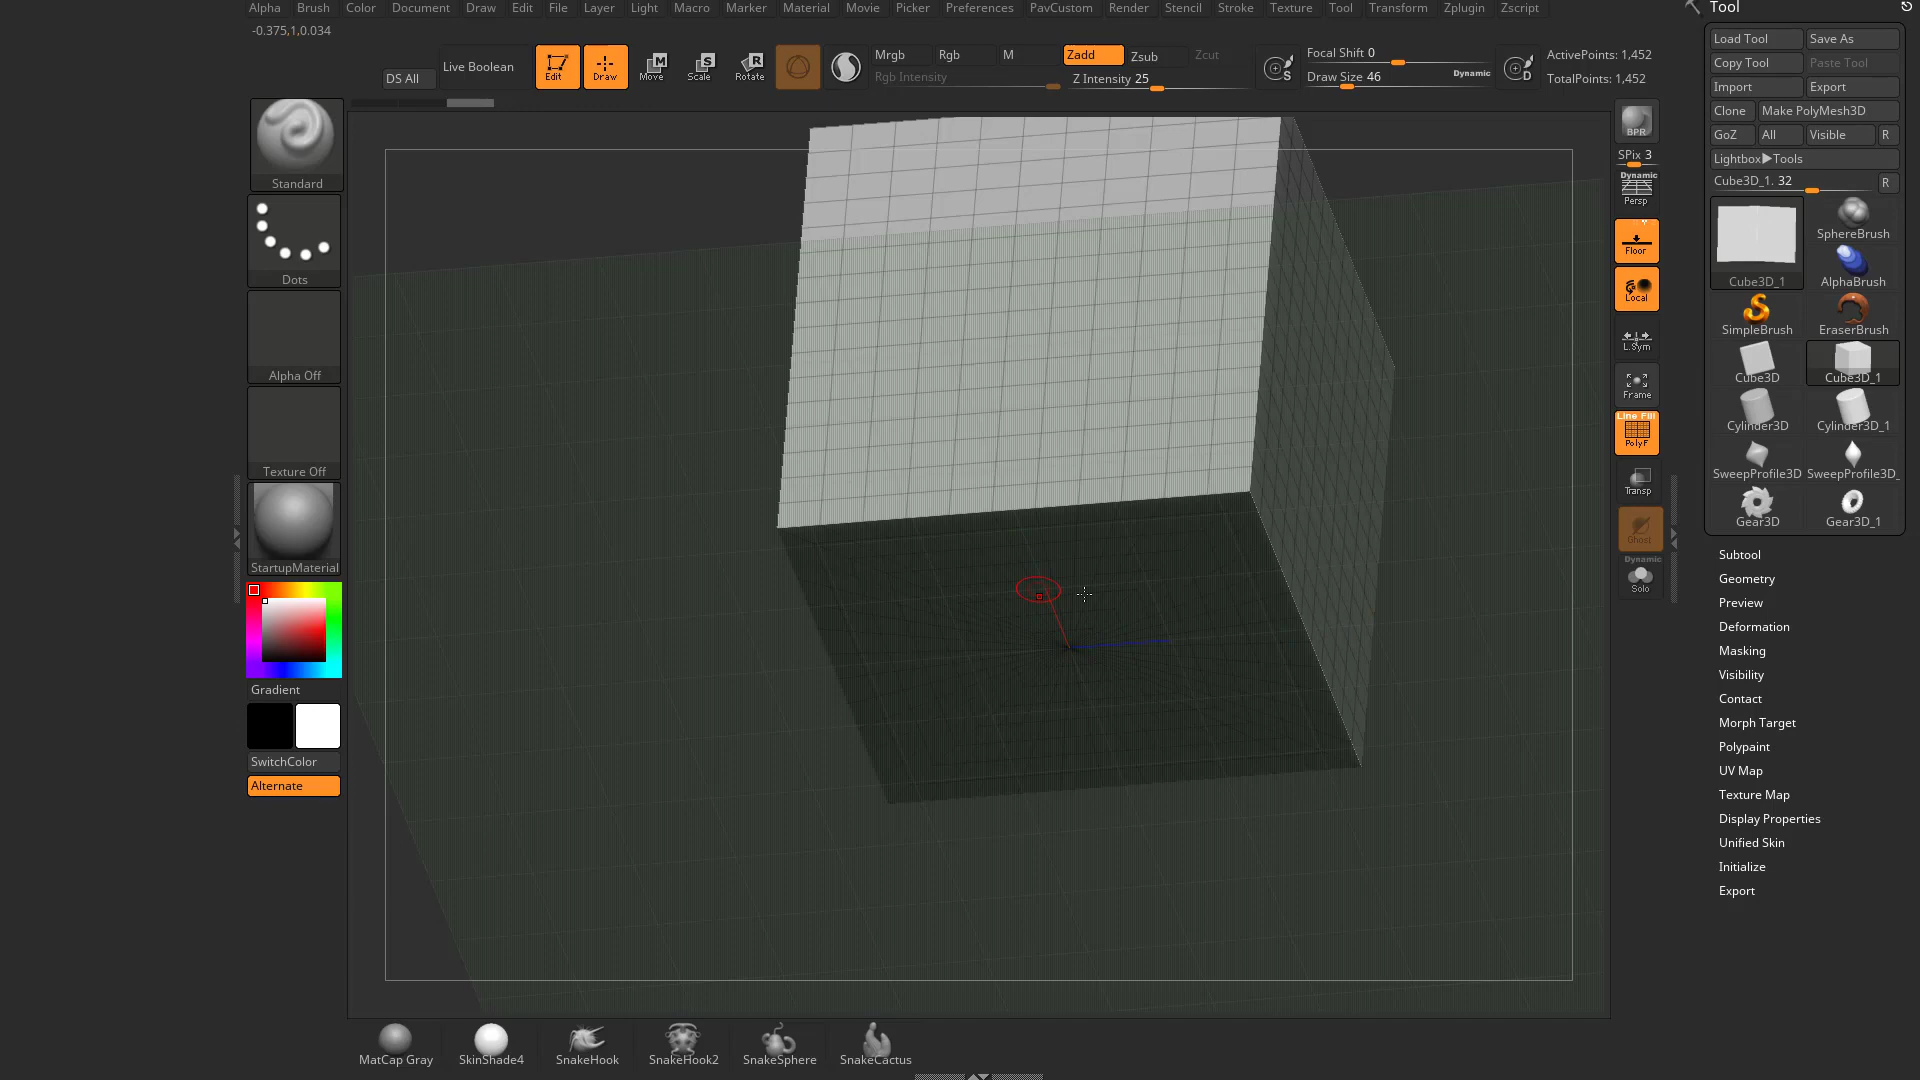 Alpha Brush Color Document Draw Edit File Layer Light Macro Marker Material Movie Picker Preferences PavCustom Render Stencil Stroke Texture Tool Transform Zplugin Zscript
Tool
-0.375,1,0.034
DS All
Live Boolean
Edit
Draw
Move
Scale
Rotate
Mrgb Rgb M Zadd Zsub Zcut
Rgb Intensity
Z Intensity 25
S
Focal Shift 0
Draw Size 46
Dynamic
D
ActivePoints: 1,452
TotalPoints: 1,452
Standard
Dots
Alpha Off
Texture Off
StartupMaterial
Gradient
SwitchColor
Alternate
BPR
SPix 3
Dynamic
Persp
Floor
Local
L.Sym
Frame
Line Fill
PolyF
Transp
Ghost
Dynamic
Solo
Load Tool Save As
Copy Tool Paste Tool
Import Export
Clone Make PolyMesh3D
GoZ All Visible R
Lightbox▶Tools
Cube3D_1. 32 R
Cube3D_1 SphereBrush
AlphaBrush
SimpleBrush EraserBrush
Cube3D Cube3D_1
Cylinder3D Cylinder3D_1
SweepProfile3D SweepProfile3D_
Gear3D Gear3D_1
Subtool
Geometry
Preview
Deformation
Masking
Visibility
Contact
Morph Target
Polypaint
UV Map
Texture Map
Display Properties
Unified Skin
Initialize
Export
MatCap Gray SkinShade4 SnakeHook SnakeHook2 SnakeSphere SnakeCactus